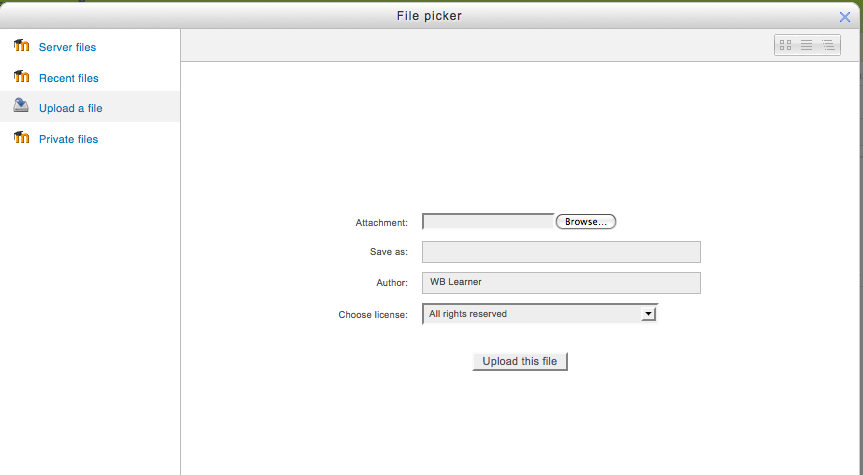 File picker
Server files
Recent files
Upload a file
Private files
Attachment: Browse...
Save as:
Author: WB Learner
Choose license: All rights reserved
Upload this file